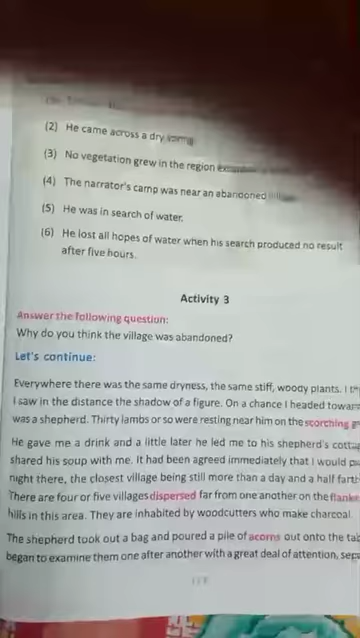 (2) He came across a dry spring
(3) No vegetation grew in the region
(4) The narrator's camp was near an abandoned
(5) He was in search of water.
(6) He lost all hopes of water when his search produced no result
after five hours.
Activity 3
Answer the following question:
Why do you think the village was abandoned?
Let's continue:
Everywhere there was the same dryness, the same stiff, woody plants. I
I saw in the distance the shadow of a figure. On a chance I headed
was a shepherd. Thirty lambs or so were resting near him on the scorching
He gave me a drink and a little later he led me to his shepherd's
shared his soup with me. It had been agreed immediately that I would
right there, the closest village being still more than a day and a half
There are four or five villages dispersed far from one another on the
hills in this area. They are inhabited by woodcutters who make charcoal.
The shepherd took out a bag and poured a pile of acorns out onto the
began to examine them one after another with a great deal of attention,